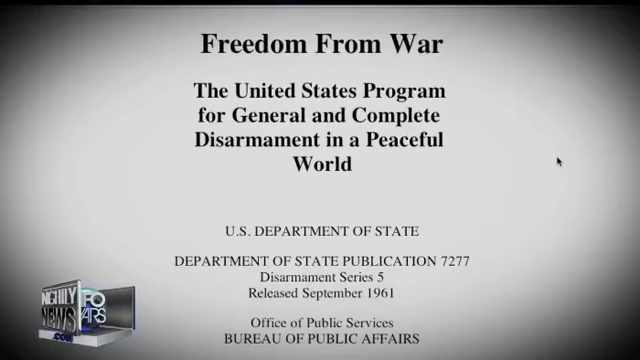 Freedom From War
The United States Program
for General and Complete
Disarmament in a Peaceful
World
U.S. DEPARTMENT OF STATE
DEPARTMENT OF STATE PUBLICATION 7277
Disarmament Series 5
Released September 1961
Office of Public Services
BUREAU OF PUBLIC AFFAIRS
NIGHTLY
NEWS
.COM